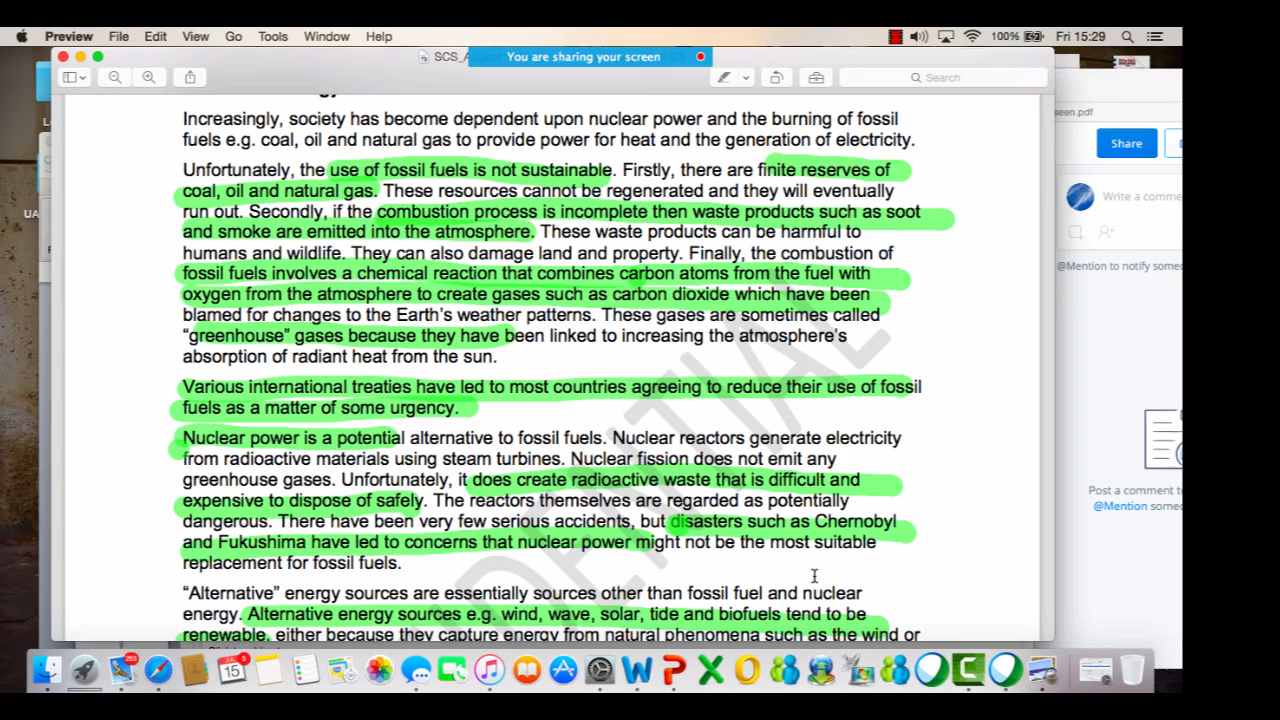 Preview File Edit View Go Tools Window Help 100% Fri 15:29
SCS_A
You are sharing your screen
Search
seen.pdf
Share
Write a comme
@Mention to notify someo
Post a comment to
@Mention someo
Increasingly, society has become dependent upon nuclear power and the burning of fossil
fuels e.g. coal, oil and natural gas to provide power for heat and the generation of electricity.
Unfortunately, the use of fossil fuels is not sustainable. Firstly, there are finite reserves of
coal, oil and natural gas. These resources cannot be regenerated and they will eventually
run out. Secondly, if the combustion process is incomplete then waste products such as soot
and smoke are emitted into the atmosphere. These waste products can be harmful to
humans and wildlife. They can also damage land and property. Finally, the combustion of
fossil fuels involves a chemical reaction that combines carbon atoms from the fuel with
oxygen from the atmosphere to create gases such as carbon dioxide which have been
blamed for changes to the Earth's weather patterns. These gases are sometimes called
"greenhouse" gases because they have been linked to increasing the atmosphere's
absorption of radiant heat from the sun.
Various international treaties have led to most countries agreeing to reduce their use of fossil
fuels as a matter of some urgency.
Nuclear power is a potential alternative to fossil fuels. Nuclear reactors generate electricity
from radioactive materials using steam turbines. Nuclear fission does not emit any
greenhouse gases. Unfortunately, it does create radioactive waste that is difficult and
expensive to dispose of safely. The reactors themselves are regarded as potentially
dangerous. There have been very few serious accidents, but disasters such as Chernobyl
and Fukushima have led to concerns that nuclear power might not be the most suitable
replacement for fossil fuels.
"Alternative" energy sources are essentially sources other than fossil fuel and nuclear
energy. Alternative energy sources e.g. wind, wave, solar, tide and biofuels tend to be
renewable, either because they capture energy from natural phenomena such as the wind or
UA
253
JUL 15
5